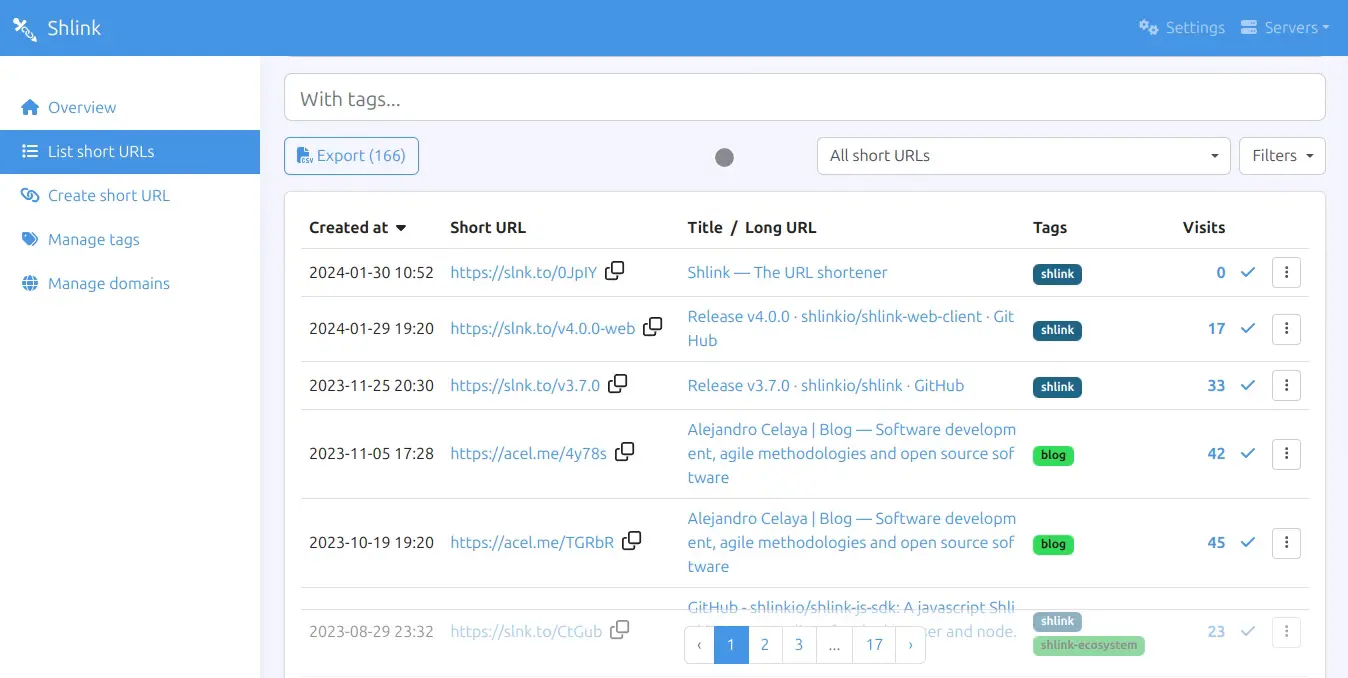 Shlink
Settings
Servers
Overview
List short URLs
Create short URL
Manage tags
Manage domains
With tags...
Export (166)
All short URLs
Filters
Created at
Short URL
Title / Long URL
Tags
Visits
2024-01-30 10:52
https://slnk.to/0JpIY
Shlink — The URL shortener
shlink
0
2024-01-29 19:20
https://slnk.to/v4.0.0-web
Release v4.0.0 · shlinkio/shlink-web-client · Git
Hub
shlink
17
2023-11-25 20:30
https://slnk.to/v3.7.0
Release v3.7.0 · shlinkio/shlink · GitHub
shlink
33
2023-11-05 17:28
https://acel.me/4y78s
Alejandro Celaya | Blog — Software developm
ent, agile methodologies and open source sof
tware
blog
42
2023-10-19 19:20
https://acel.me/TGRbR
Alejandro Celaya | Blog — Software developm
ent, agile methodologies and open source sof
tware
blog
45
2023-08-29 23:32
https://slnk.to/CtGub
GitHub - shlinkio/shlink-js-sdk: A javascript Shli
and node.
shlink
shlink-ecosystem
23
‹ 1 2 3 ... 17 ›